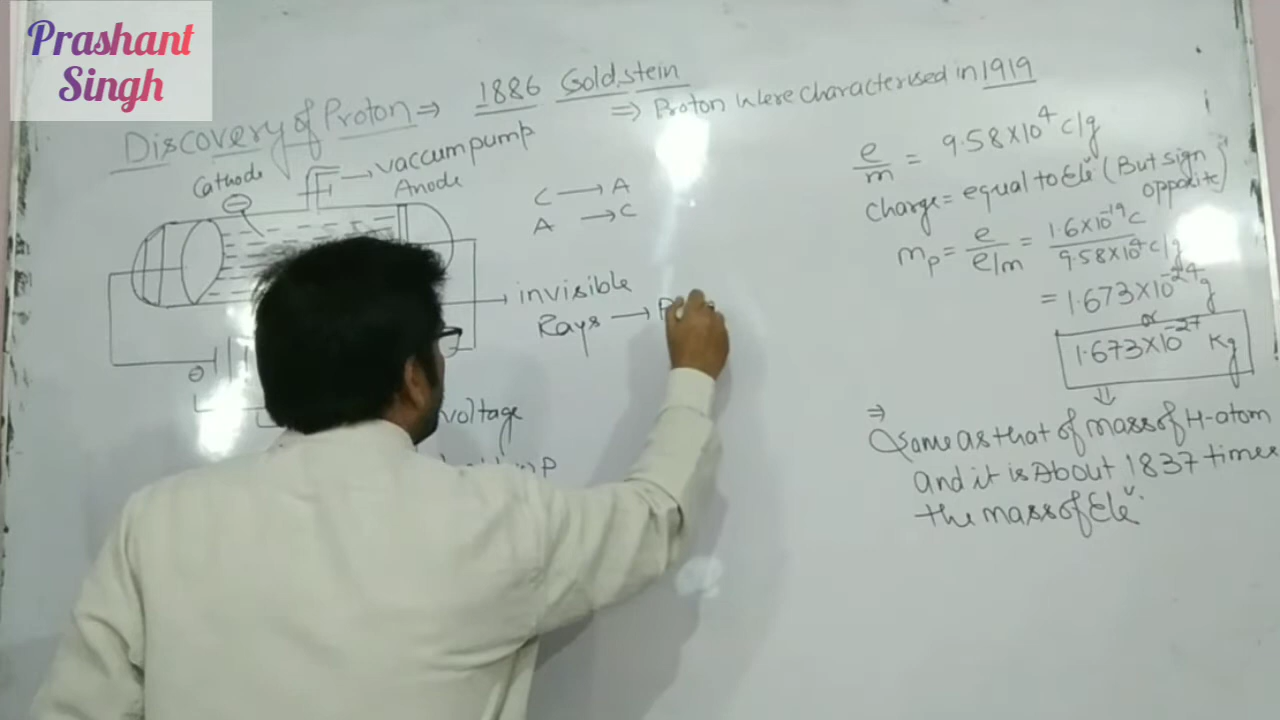 Prashant
Singh
Discovery of Proton ⇒ 1886 Goldstein
⇒ Proton were characterised in 1919
Cathode
→ vaccum pump
Anode
C → A
A → C
→ invisible
Rays →
voltage
e/m = 9.58×10⁴ c/g
Charge = equal to Ele⁻ (But sign
opposite)
mp = e / e/m = 1.6×10⁻¹⁹ C / 9.58×10⁴ c/g
= 1.673×10⁻²⁴ g
or
1.673×10⁻²⁷ Kg
⇒ Same as that of mass of H-atom
and it is About 1837 times
the mass of Ele⁻.